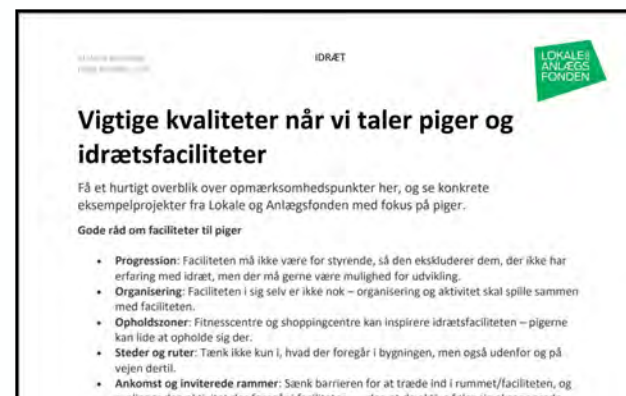 IDRÆT
LOKALE OG
ANLÆGS
FONDEN
Vigtige kvaliteter når vi taler piger og
idrætsfaciliteter
Få et hurtigt overblik over opmærksomhedspunkter her, og se konkrete
eksempelprojekter fra Lokale og Anlægsfonden med fokus på piger.
Gode råd om faciliteter til piger
• Progression: Faciliteten må ikke være for styrende, så den ekskluderer dem, der ikke har
erfaring med idræt, men der må gerne være mulighed for udvikling.
• Organisering: Faciliteten i sig selv er ikke nok – organisering og aktivitet skal spille sammen
med faciliteten.
• Opholdszoner: Fitnesscentre og shoppingcentre kan inspirere idrætsfaciliteten – pigerne
kan lide at opholde sig der.
• Steder og ruter: Tænk ikke kun i, hvad der foregår i bygningen, men også udenfor og på
vejen dertil.
• Ankomst og inviterede rammer: Sænk barrieren for at træde ind i rummet/faciliteten, og